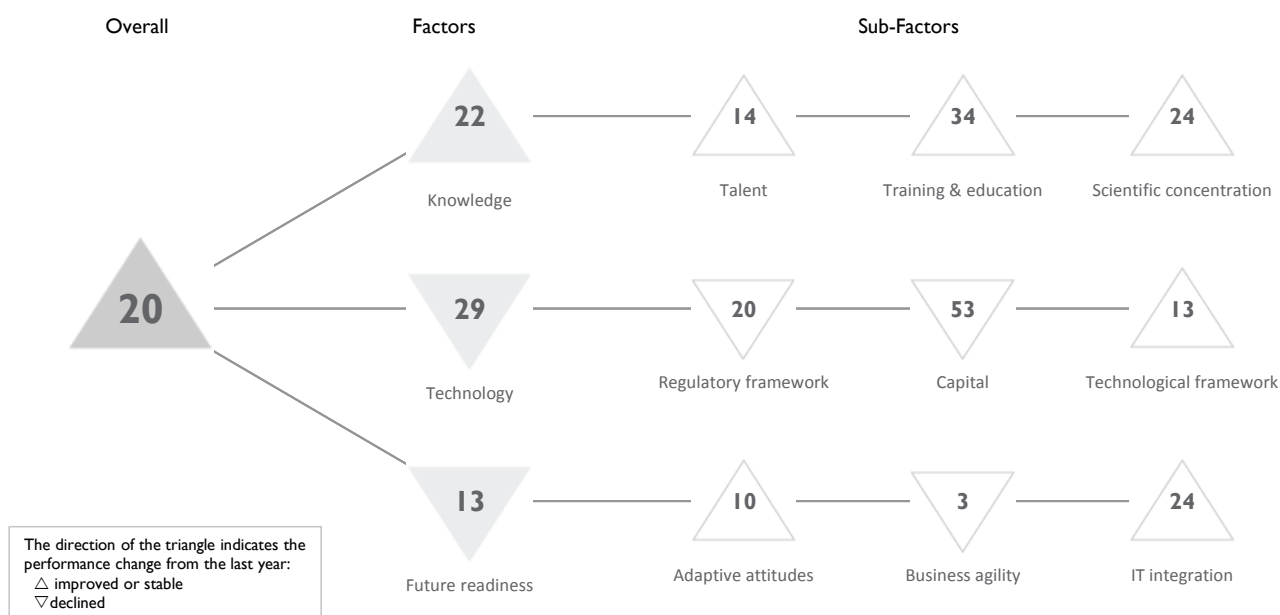 Overall Factors Sub-Factors
22 14 34 24
Knowledge Talent Training & education Scientific concentration
20
29 20 53 13
Technology Regulatory framework Capital Technological framework
13 10 3 24
Future readiness Adaptive attitudes Business agility IT integration
The direction of the triangle indicates the
performance change from the last year:
△ improved or stable
▽declined